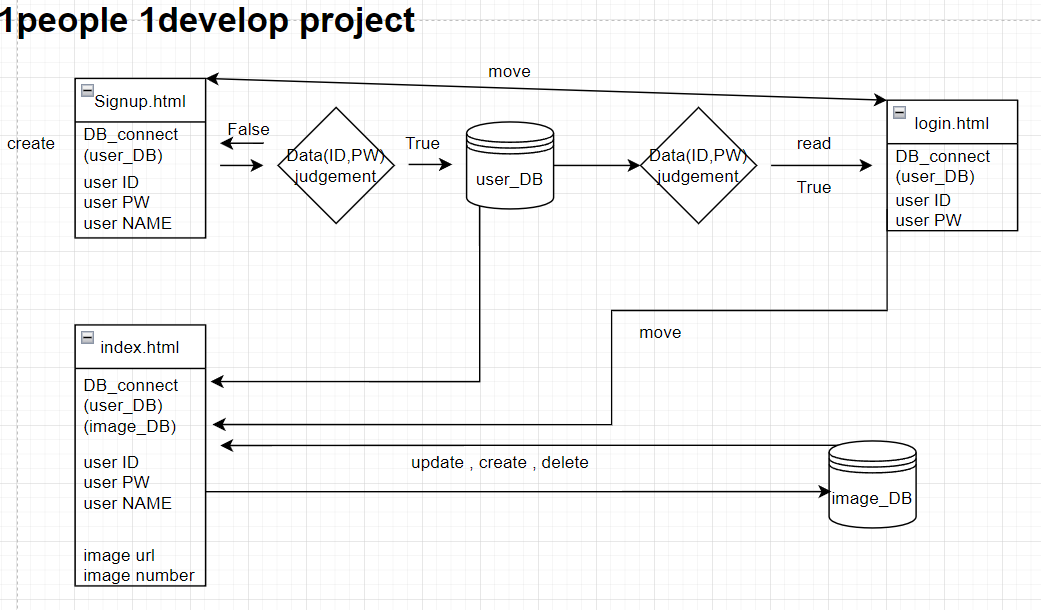 1people 1develop project
move
Signup.html
create
DB_connect
(user_DB)
user ID
user PW
user NAME
False
Data(ID,PW)
judgement
True
user_DB
Data(ID,PW)
judgement
read
True
login.html
DB_connect
(user_DB)
user ID
user PW
move
index.html
DB_connect
(user_DB)
(image_DB)
user ID
user PW
user NAME
image url
image number
update , create , delete
image_DB